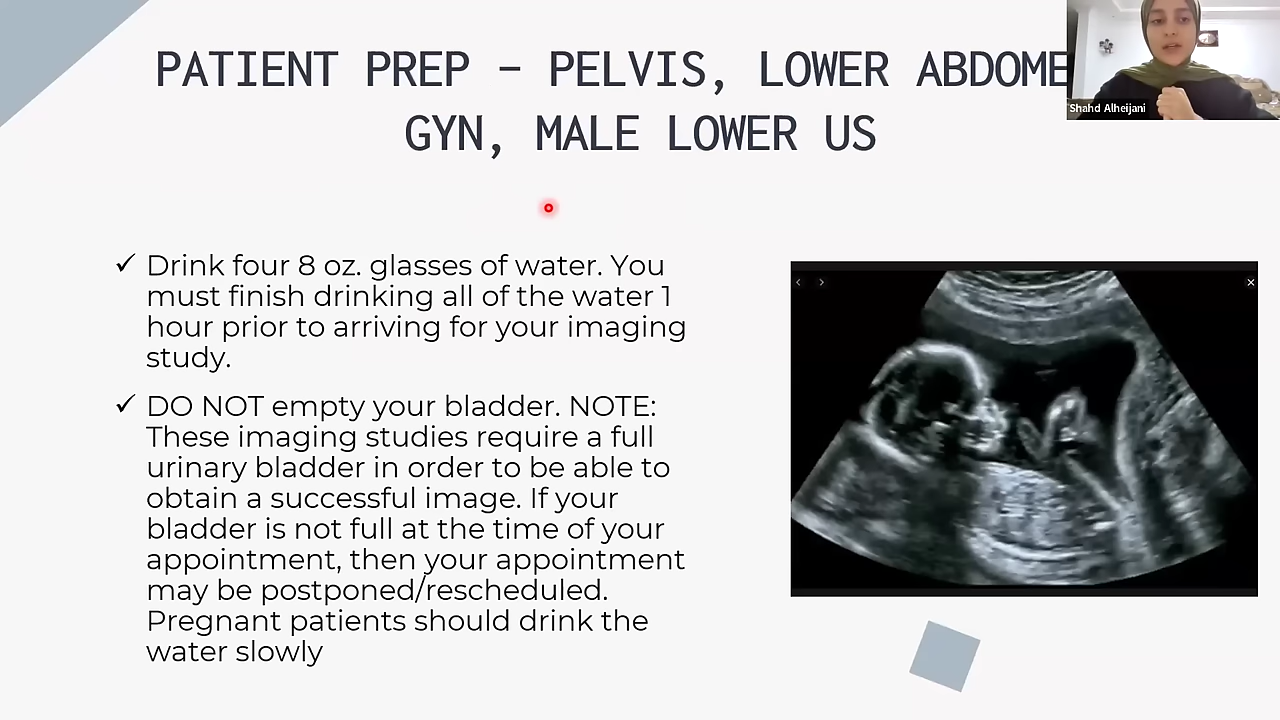 PATIENT PREP – PELVIS, LOWER ABDOME
GYN, MALE LOWER US
Shahd Alheijani
✓ Drink four 8 oz. glasses of water. You
must finish drinking all of the water 1
hour prior to arriving for your imaging
study.
✓ DO NOT empty your bladder. NOTE:
These imaging studies require a full
urinary bladder in order to be able to
obtain a successful image. If your
bladder is not full at the time of your
appointment, then your appointment
may be postponed/rescheduled.
Pregnant patients should drink the
water slowly